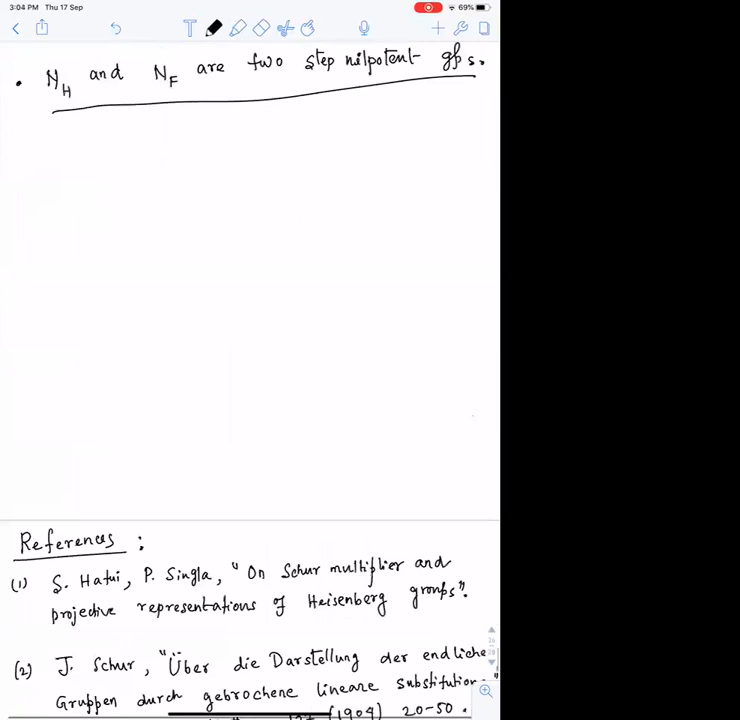 3:04 PM Thu 17 Sep
69%
• N_H and N_F are two step nilpotent gps.
References :
(1) S. Hatui, P. Singla, "On Schur multiplier and
projective representations of Heisenberg groups".
(2) J. Schur, "Über die Darstellung der endliche
Gruppen durch gebrochene lineare substitution
(1904) 20-50.